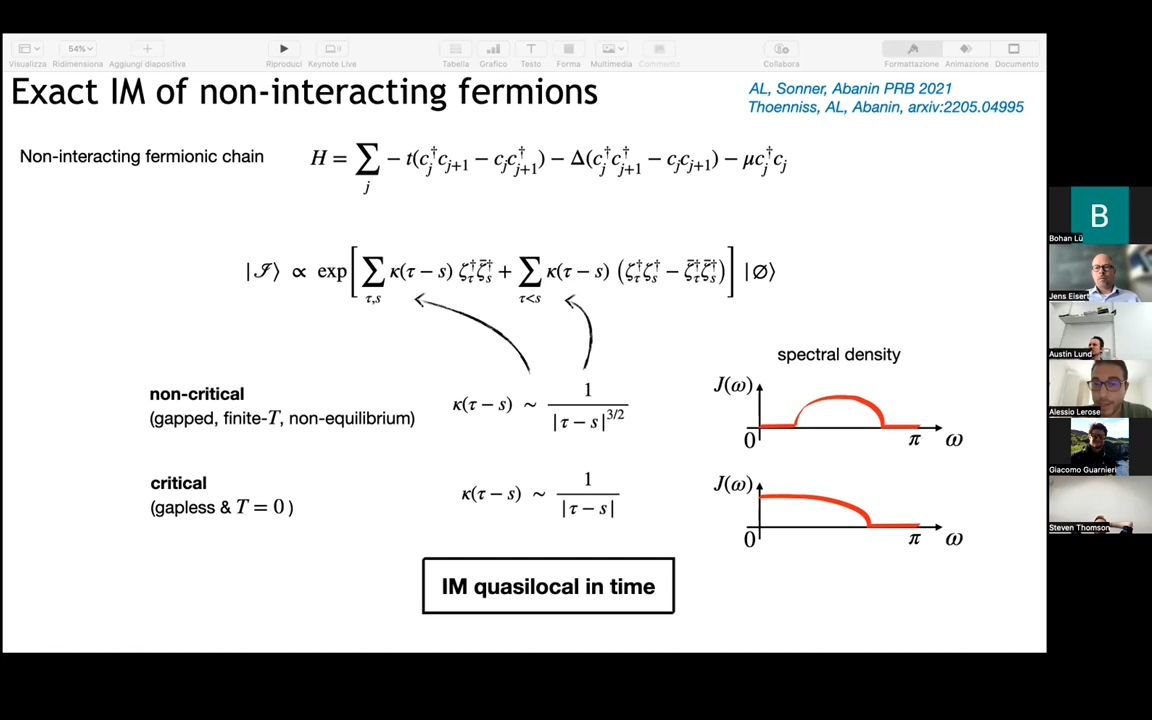 54%
Visualizza Ridimensiona Aggiungi diapositiva Riproduci Keynote Live Tabella Grafico Testo Forma Multimedia Commento Collabora Formattazione Animazione Documento
Exact IM of non-interacting fermions
AL, Sonner, Abanin PRB 2021
Thoenniss, AL, Abanin, arxiv:2205.04995
Non-interacting fermionic chain
H = ∑_j − t(c_j^† c_{j+1} − c_j c_{j+1}^†) − Δ(c_j^† c_{j+1}^† − c_j c_{j+1}) − μc_j^† c_j
|ℐ⟩ ∝ exp[∑_{τ,s} κ(τ − s) ζ_τ^† ζ̄_s^† + ∑_{τ<s} κ(τ − s) (ζ_τ^† ζ_s^† − ζ̄_τ^† ζ̄_s^†)] |∅⟩
spectral density
non-critical
(gapped, finite-T, non-equilibrium)
κ(τ − s) ~ 1/|τ − s|^{3/2}
J(ω)
0 π ω
critical
(gapless & T = 0)
κ(τ − s) ~ 1/|τ − s|
J(ω)
0 π ω
IM quasilocal in time
B
Bohan Lü
Jens Eisert
Austin Lund
Alessio Lerose
Giacomo Guarnieri
Steven Thomson